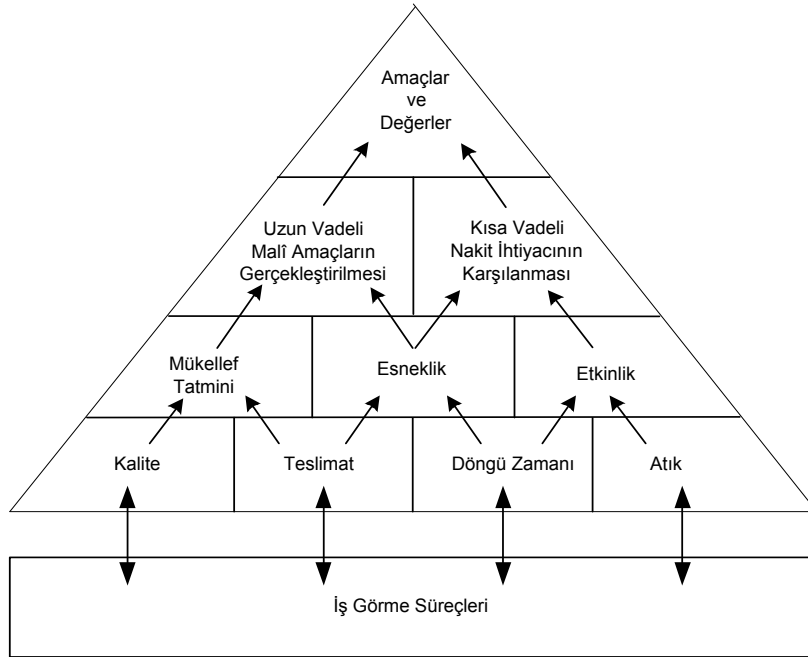 Amaçlar
ve
Değerler
Uzun Vadeli
Malî Amaçların
Gerçekleştirilmesi
Kısa Vadeli
Nakit İhtiyacının
Karşılanması
Mükellef
Tatmini
Esneklik
Etkinlik
Kalite
Teslimat
Döngü Zamanı
Atık
İş Görme Süreçleri